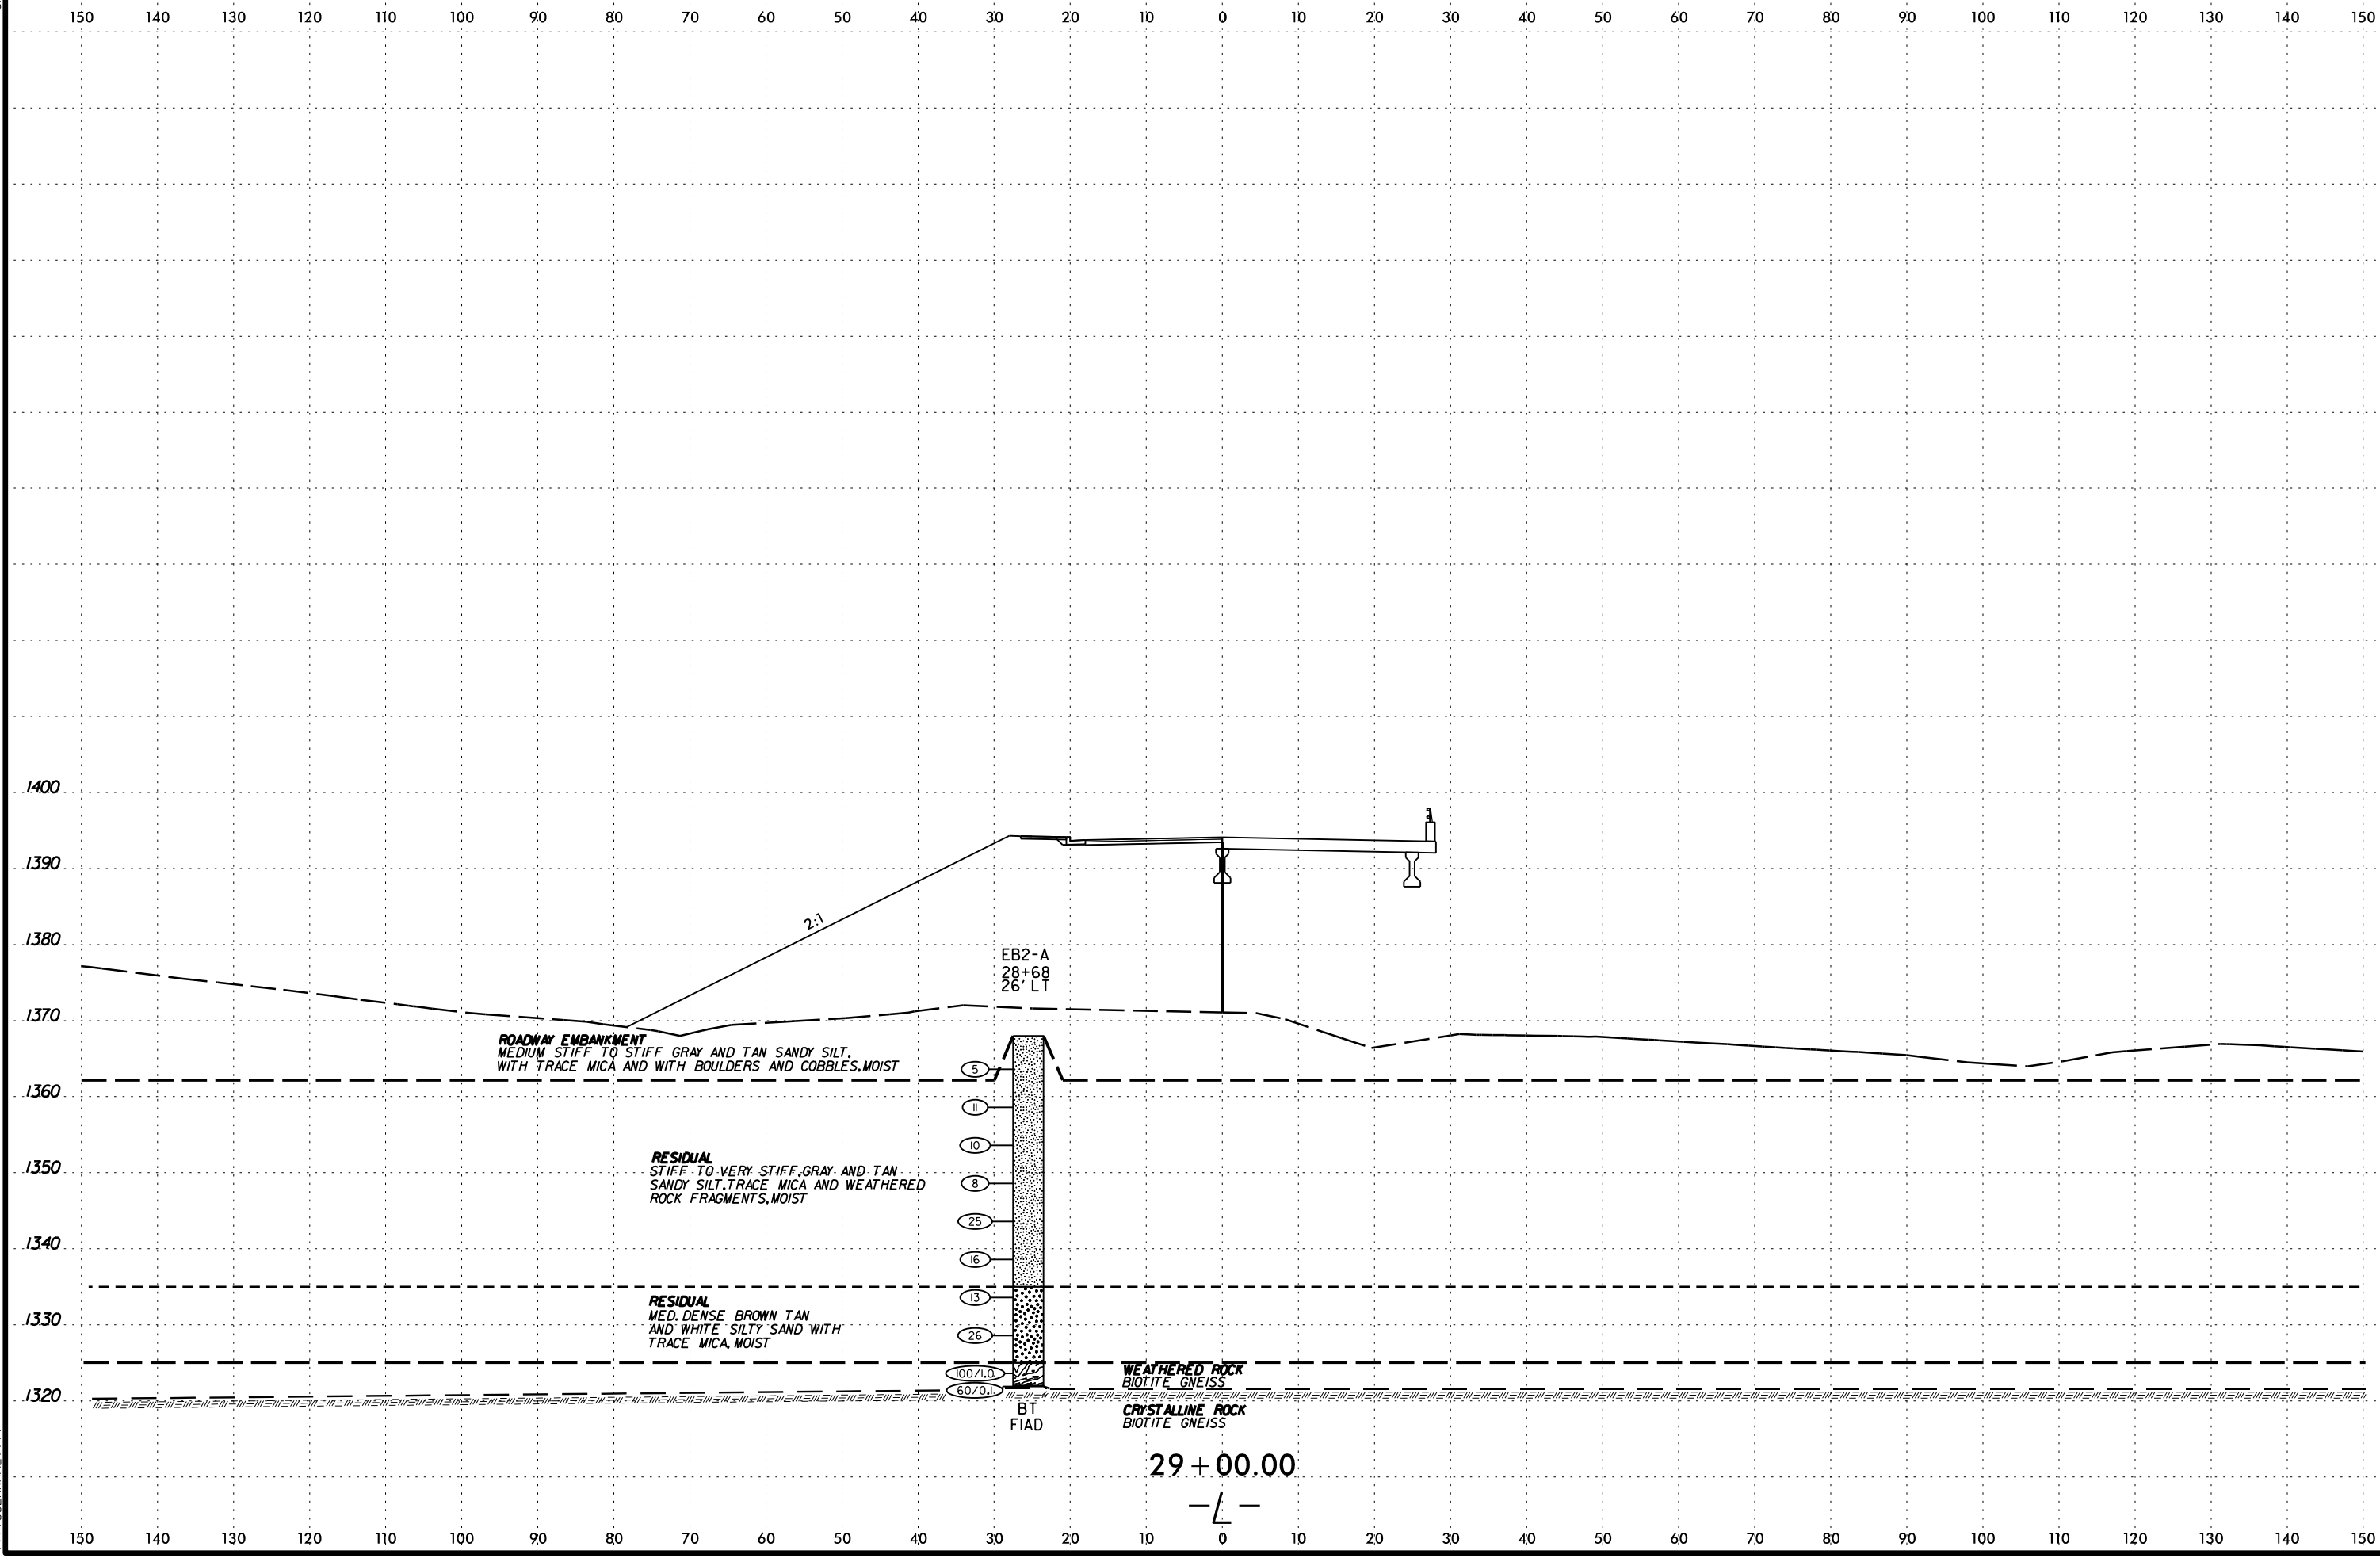 150 140 130 120 110 100 90 80 70 60 50 40 30 20 10 0 10 20 30 40 50 60 70 80 90 100 110 120 130 140 150
1400
1390
2:1
1380
EB2-A
28+68
26' LT
1370
ROADWAY EMBANKMENT
MEDIUM STIFF TO STIFF GRAY AND TAN SANDY SILT,
WITH TRACE MICA AND WITH BOULDERS AND COBBLES, MOIST
5
1360
11
10
RESIDUAL
STIFF TO VERY STIFF, GRAY AND TAN
SANDY SILT, TRACE MICA AND WEATHERED
ROCK FRAGMENTS, MOIST
1350
8
25
1340
16
13
RESIDUAL
MED. DENSE BROWN TAN
AND WHITE SILTY SAND WITH
TRACE MICA, MOIST
1330
26
100/1.0
WEATHERED ROCK
BIOTITE GNEISS
60/0.1
1320
BT
FIAD
CRYSTALLINE ROCK
BIOTITE GNEISS
29+00.00
-L-
150 140 130 120 110 100 90 80 70 60 50 40 30 20 10 0 10 20 30 40 50 60 70 80 90 100 110 120 130 140 150